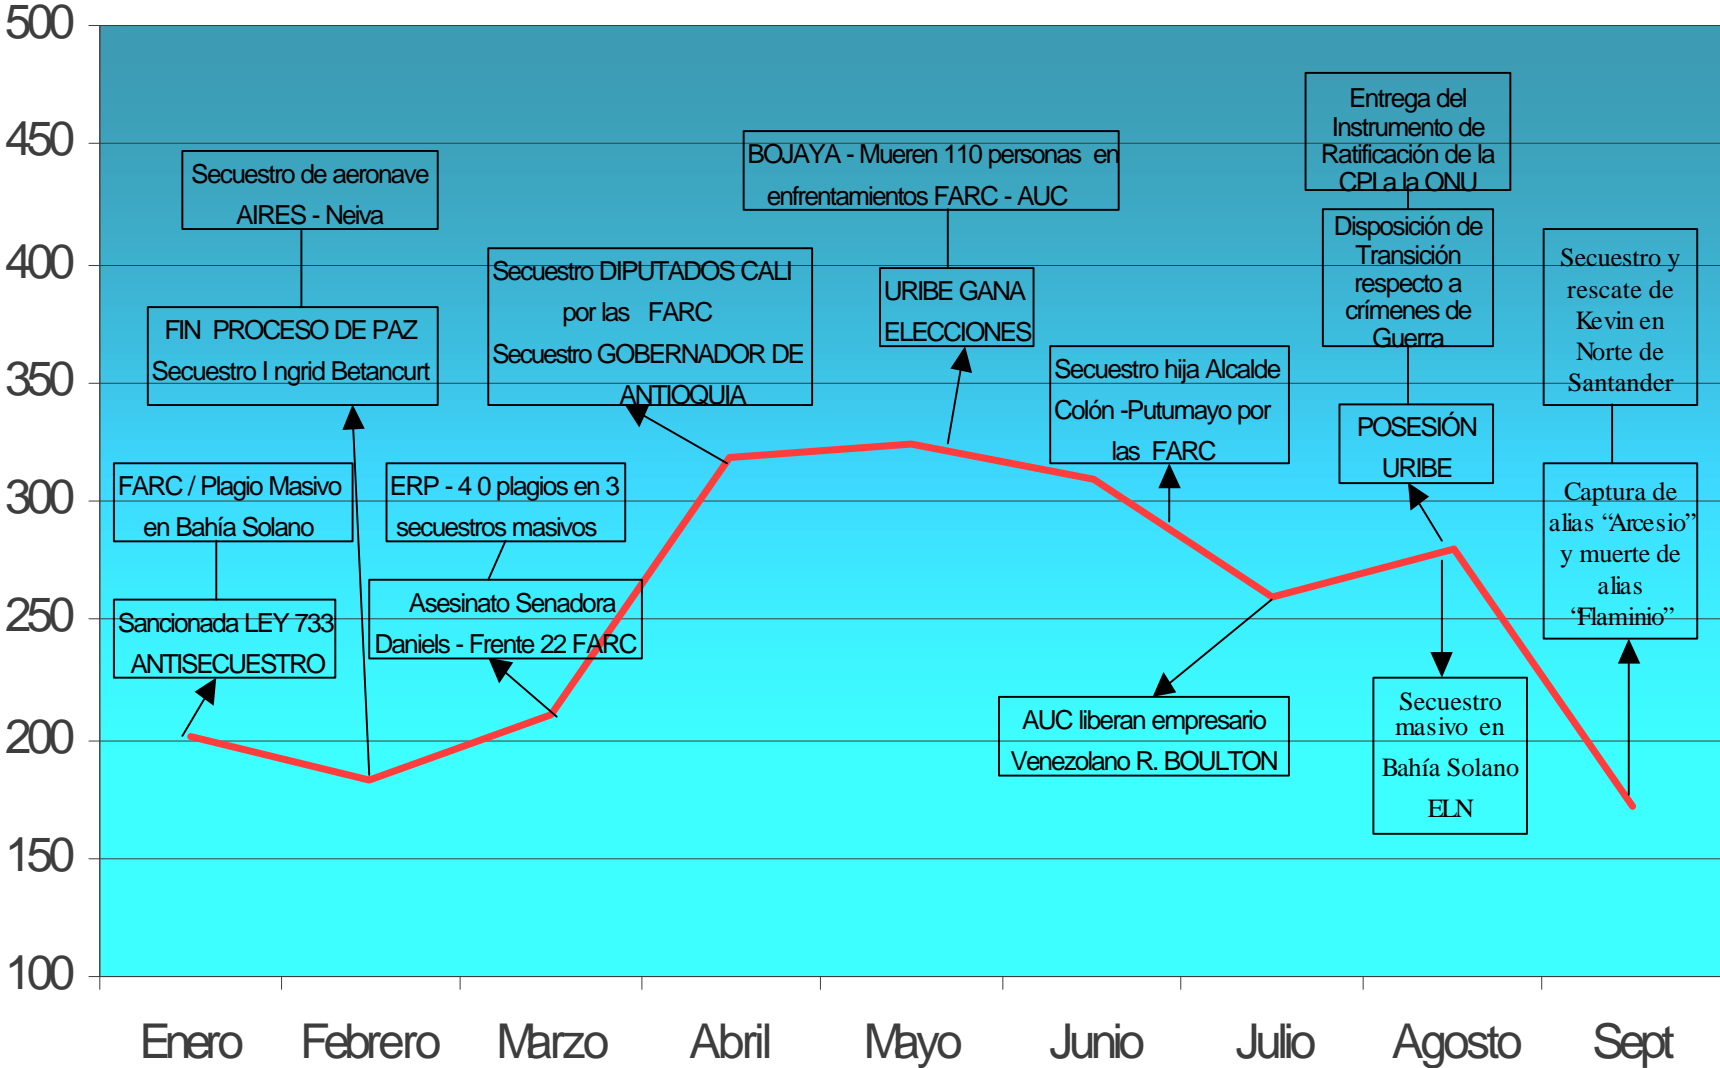 500
450
400
350
300
250
200
150
100
Secuestro de aeronave
AIRES - Neiva
FIN PROCESO DE PAZ
Secuestro I ngrid Betancurt
FARC / Plagio Masivo
en Bahía Solano
Sancionada LEY 733
ANTISECUESTRO
ERP - 4 0 plagios en 3
secuestros masivos
Asesinato Senadora
Daniels - Frente 22 FARC
Secuestro DIPUTADOS CALI
por las FARC
Secuestro GOBERNADOR DE
ANTIOQUIA
BOJAYA - Mueren 110 personas en
enfrentamientos FARC - AUC
URIBE GANA
ELECCIONES
Secuestro hija Alcalde
Colón -Putumayo por
las FARC
AUC liberan empresario
Venezolano R. BOULTON
Entrega del
Instrumento de
Ratificación de la
CPI a la ONU
Disposición de
Transición
respecto a
crímenes de
Guerra
POSESIÓN
URIBE
Secuestro
masivo en
Bahía Solano
ELN
Secuestro y
rescate de
Kevin en
Norte de
Santander
Captura de
alias “Arcesio”
y muerte de
alias
“Flaminio”
Enero Febrero Marzo Abril Mayo Junio Julio Agosto Sept